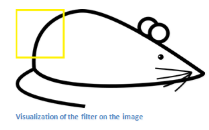 Visualization of the filter on the image